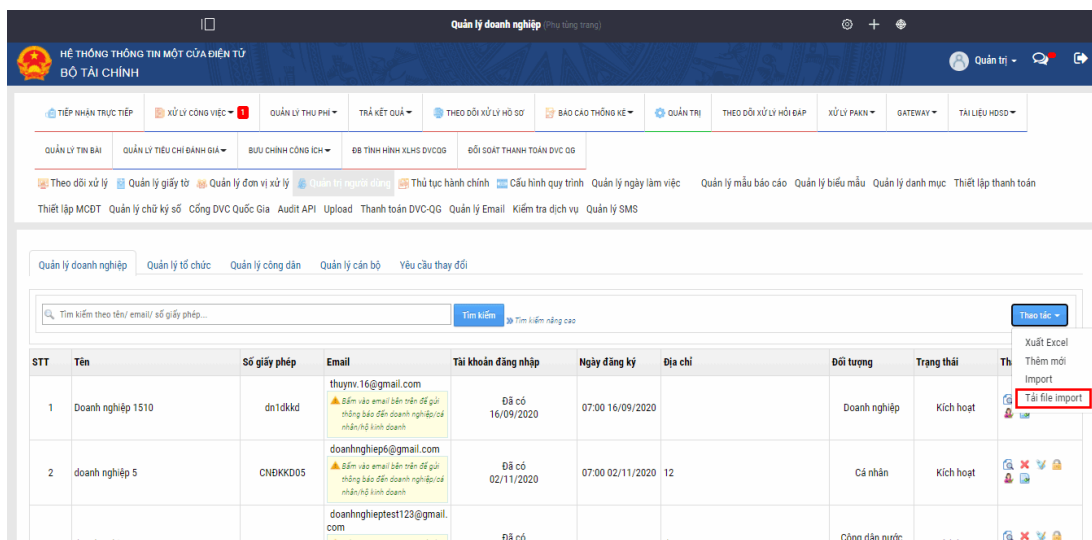 Quản lý doanh nghiệp (Phụ tùng trang)
HỆ THỐNG THÔNG TIN MỘT CỬA ĐIỆN TỬ
BỘ TÀI CHÍNH
Quản trị
TIẾP NHẬN TRỰC TIẾP XỬ LÝ CÔNG VIỆC 1 QUẢN LÝ THU PHÍ TRẢ KẾT QUẢ THEO DÕI XỬ LÝ HỒ SƠ BÁO CÁO THỐNG KÊ QUẢN TRỊ THEO DÕI XỬ LÝ HỎI ĐÁP XỬ LÝ PAKN GATEWAY TÀI LIỆU HDSD
QUẢN LÝ TIN BÀI QUẢN LÝ TIÊU CHÍ ĐÁNH GIÁ BƯU CHÍNH CÔNG ÍCH ĐB TÌNH HÌNH XLHS DVCQG ĐỐI SOÁT THANH TOÁN DVC QG
Theo dõi xử lý Quản lý giấy tờ Quản lý đơn vị xử lý Quản trị người dùng Thủ tục hành chính Cấu hình quy trình Quản lý ngày làm việc Quản lý mẫu báo cáo Quản lý biểu mẫu Quản lý danh mục Thiết lập thanh toán
Thiết lập MCĐT Quản lý chữ ký số Cổng DVC Quốc Gia Audit API Upload Thanh toán DVC-QG Quản lý Email Kiểm tra dịch vụ Quản lý SMS
Quản lý doanh nghiệp Quản lý tổ chức Quản lý công dân Quản lý cán bộ Yêu cầu thay đổi
Tìm kiếm theo tên/ email/ số giấy phép... Tìm kiếm Tìm kiếm nâng cao Thao tác
Xuất Excel
Thêm mới
Import
Tải file import
STT Tên Số giấy phép Email Tài khoản đăng nhập Ngày đăng ký Địa chỉ Đối tượng Trạng thái Th
1 Doanh nghiệp 1510 dn1dkkd thuynv.16@gmail.com Đã có 16/09/2020 07:00 16/09/2020 Doanh nghiệp Kích hoạt
Bấm vào email bên trên để gửi
thông báo đến doanh nghiệp/cá
nhân/hộ kinh doanh
2 doanh nghiệp 5 CNĐKKD05 doanhnghiep6@gmail.com Đã có 02/11/2020 07:00 02/11/2020 12 Cá nhân Kích hoạt
Bấm vào email bên trên để gửi
thông báo đến doanh nghiệp/cá
nhân/hộ kinh doanh
doanhnghieptest123@gmail.
com
Đã có
Công dân nước